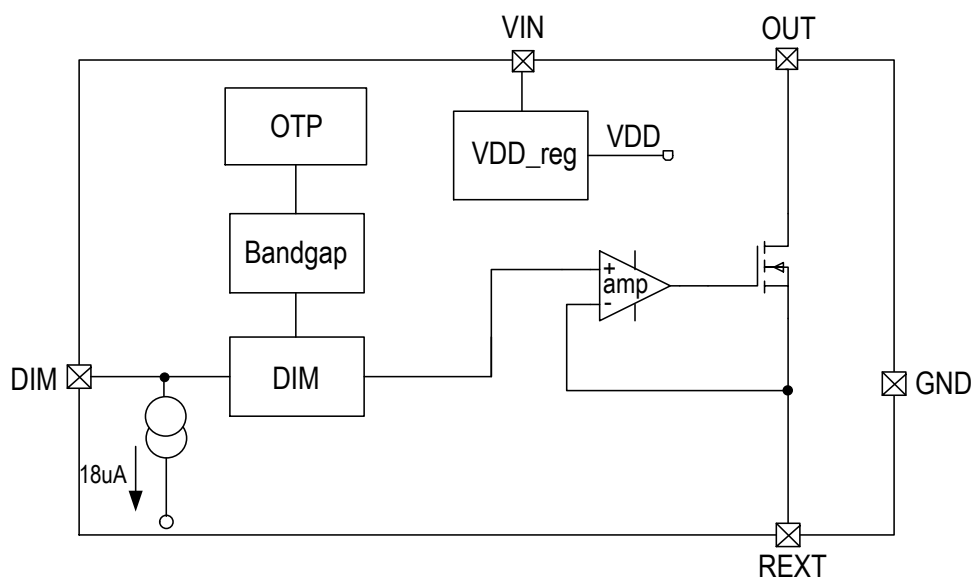 VIN
OUT
OTP
VDD_reg
VDD
Bandgap
+
amp
-
DIM
DIM
GND
18uA
REXT